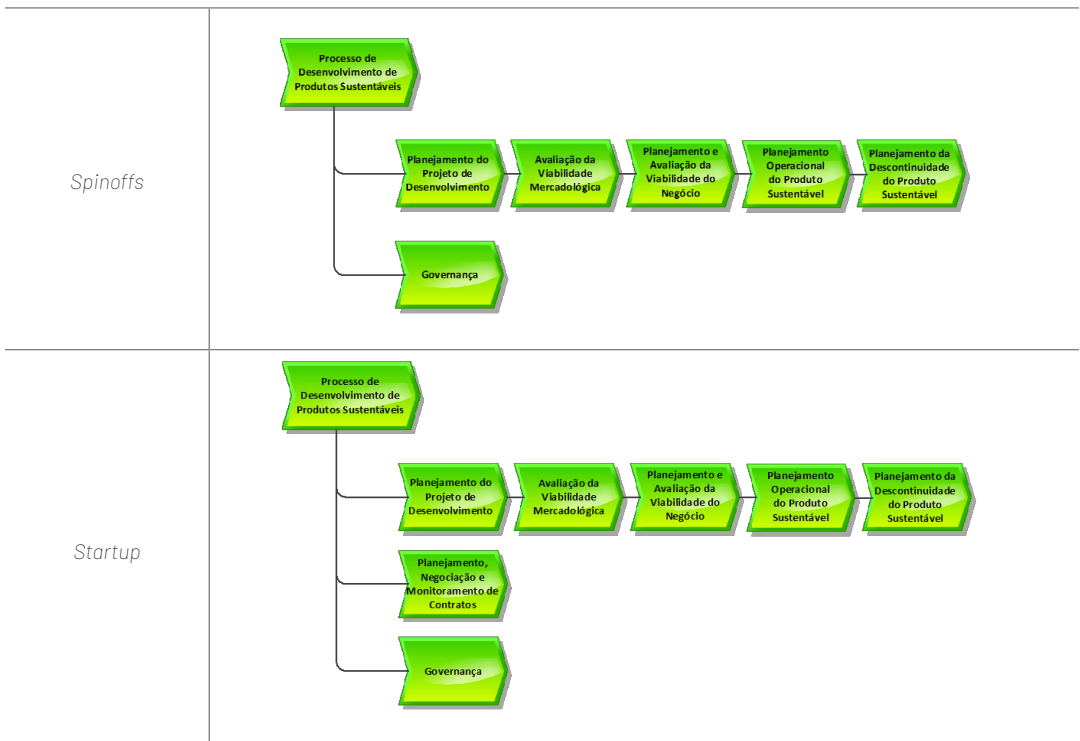 Spinoffs
Processo de
Desenvolvimento de
Produtos Sustentáveis
Planejamento do
Projeto de
Desenvolvimento
Avaliação da
Viabilidade
Mercadológica
Planejamento e
Avaliação da
Viabilidade do
Negócio
Planejamento
Operacional
do Produto
Sustentável
Planejamento da
Descontinuidade
do Produto
Sustentável
Governança
Startup
Processo de
Desenvolvimento de
Produtos Sustentáveis
Planejamento do
Projeto de
Desenvolvimento
Avaliação da
Viabilidade
Mercadológica
Planejamento e
Avaliação da
Viabilidade do
Negócio
Planejamento
Operacional
do Produto
Sustentável
Planejamento da
Descontinuidade
do Produto
Sustentável
Planejamento,
Negociação e
Monitoramento de
Contratos
Governança